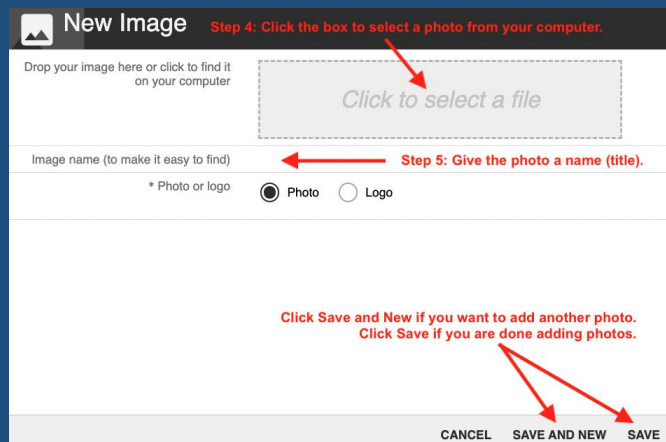 New Image
Step 4: Click the box to select a photo from your computer.
Drop your image here or click to find it
on your computer
Click to select a file
Image name (to make it easy to find)
Step 5: Give the photo a name (title).
* Photo or logo
Photo
Logo
Click Save and New if you want to add another photo.
Click Save if you are done adding photos.
CANCEL
SAVE AND NEW
SAVE